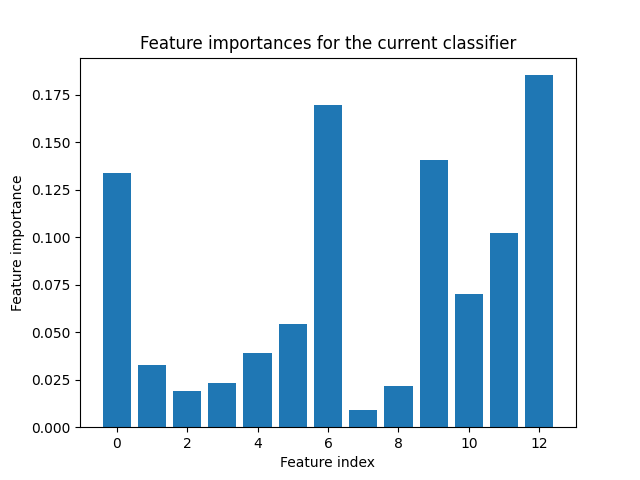 Feature importances for the current classifier
0.175
0.150
0.125
0.100
0.075
0.050
0.025
0.000
Feature importance
0 2 4 6 8 10 12
Feature index